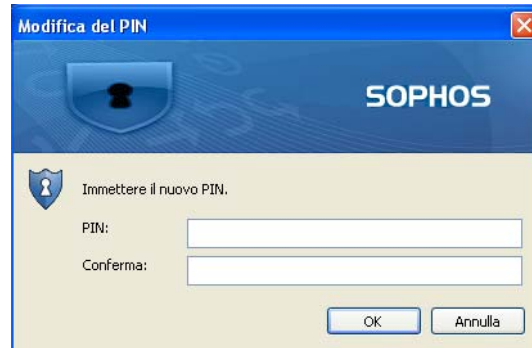 Modifica del PIN
SOPHOS
Immettere il nuovo PIN.
PIN:
Conferma:
OK Annulla